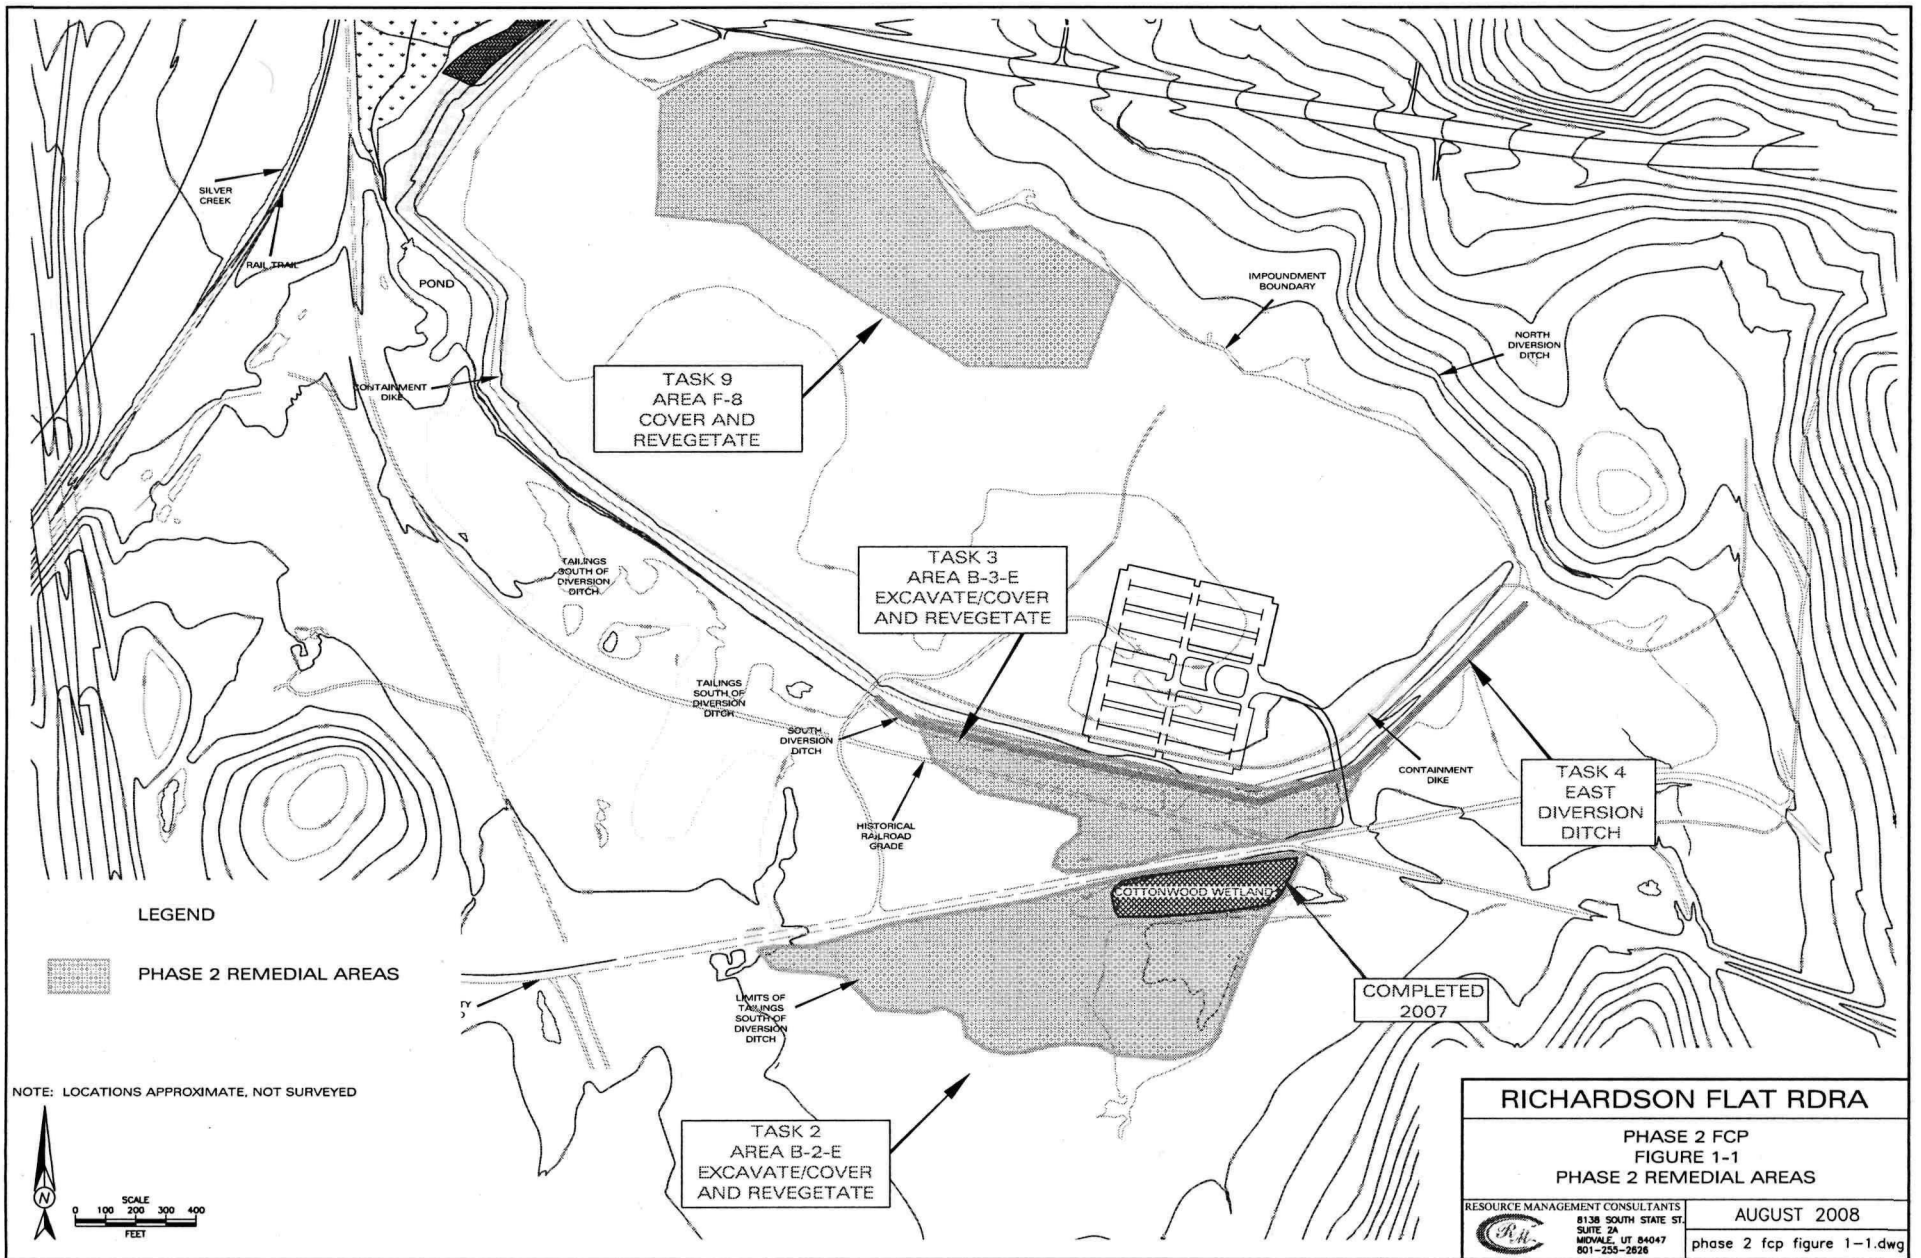 SILVER
CREEK
RAIL TRAIL
POND
CONTAINMENT
DIKE
IMPOUNDMENT
BOUNDARY
NORTH
DIVERSION
DITCH
TASK 9
AREA F-8
COVER AND
REVEGETATE
TASK 3
AREA B-3-E
EXCAVATE/COVER
AND REVEGETATE
TAILINGS
SOUTH OF
DIVERSION
DITCH
TAILINGS
SOUTH OF
DIVERSION
DITCH
SOUTH
DIVERSION
DITCH
CONTAINMENT
DIKE
TASK 4
EAST
DIVERSION
DITCH
HISTORICAL
RAILROAD
GRADE
COTTONWOOD WETLAND
COMPLETED
2007
LIMITS OF
TAILINGS
SOUTH OF
DIVERSION
DITCH
TY
TASK 2
AREA B-2-E
EXCAVATE/COVER
AND REVEGETATE
LEGEND
PHASE 2 REMEDIAL AREAS
NOTE: LOCATIONS APPROXIMATE, NOT SURVEYED
N
SCALE
0 100 200 300 400
FEET
RICHARDSON FLAT RDRA
PHASE 2 FCP
FIGURE 1-1
PHASE 2 REMEDIAL AREAS
RESOURCE MANAGEMENT CONSULTANTS
8138 SOUTH STATE ST.
SUITE 2A
MIDVALE, UT 84047
801-255-2626
AUGUST 2008
phase 2 fcp figure 1-1.dwg